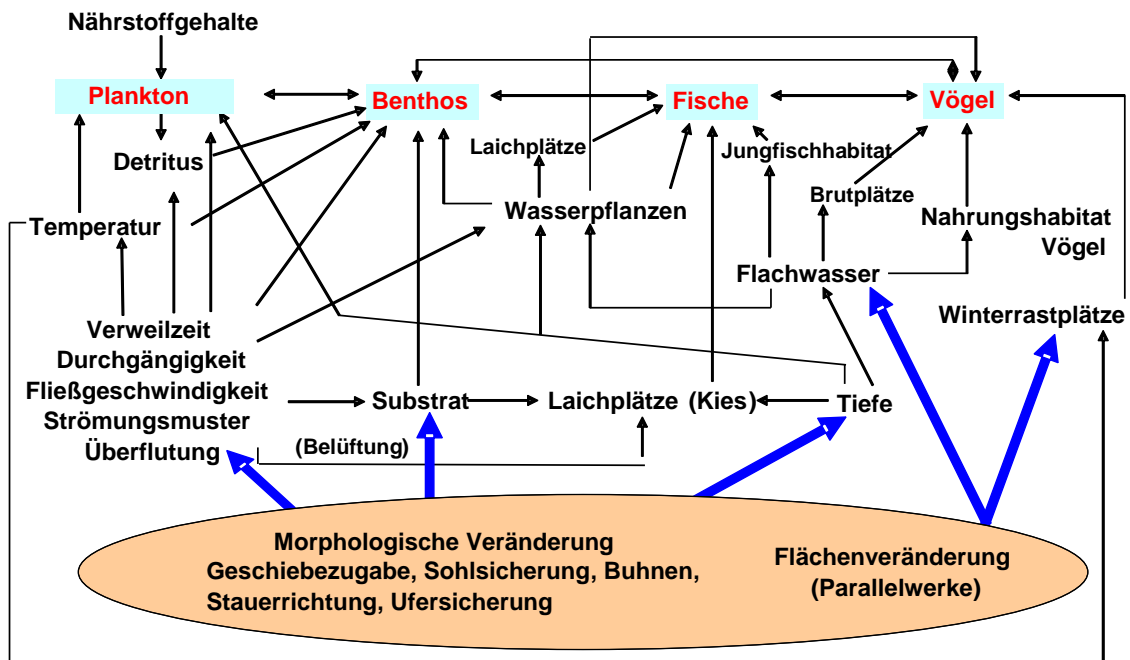 Nährstoffgehalte
Plankton
Benthos
Fische
Vögel
Detritus
Laichplätze
Jungfischhabitat
Brutplätze
Temperatur
Wasserpflanzen
Nahrungshabitat
Vögel
Flachwasser
Verweilzeit
Durchgängigkeit
Fließgeschwindigkeit
Strömungsmuster
Überflutung
Winterrastplätze
Substrat
Laichplätze (Kies)
Tiefe
(Belüftung)
Morphologische Veränderung
Geschiebezugabe, Sohlsicherung, Buhnen,
Stauerrichtung, Ufersicherung
Flächenveränderung
(Parallelwerke)